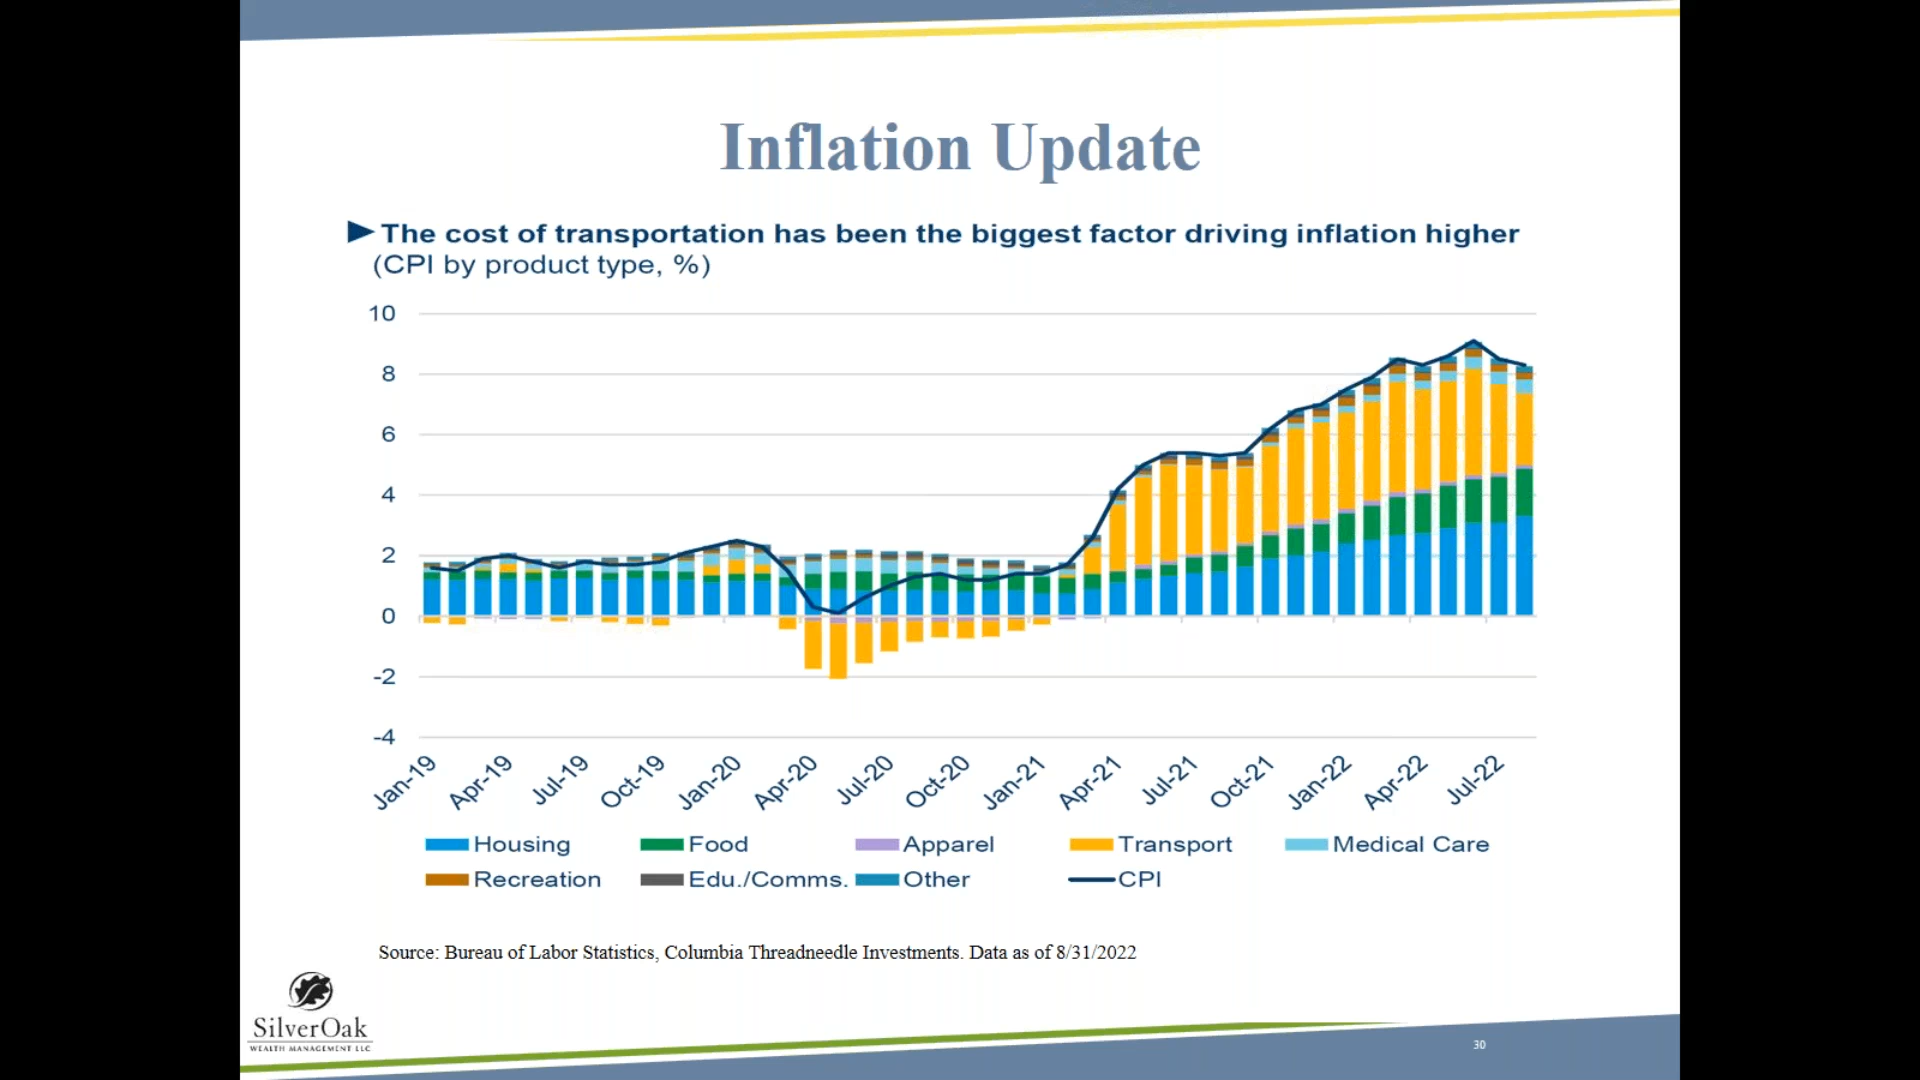 Inflation Update
The cost of transportation has been the biggest factor driving inflation higher
(CPI by product type, %)
10
8
6
4
2
0
-2
-4
Jan-19 Apr-19 Jul-19 Oct-19 Jan-20 Apr-20 Jul-20 Oct-20 Jan-21 Apr-21 Jul-21 Oct-21 Jan-22 Apr-22 Jul-22
Housing Food Apparel Transport Medical Care
Recreation Edu./Comms. Other CPI
Source: Bureau of Labor Statistics, Columbia Threadneedle Investments. Data as of 8/31/2022
SilverOak
WEALTH MANAGEMENT LLC
30